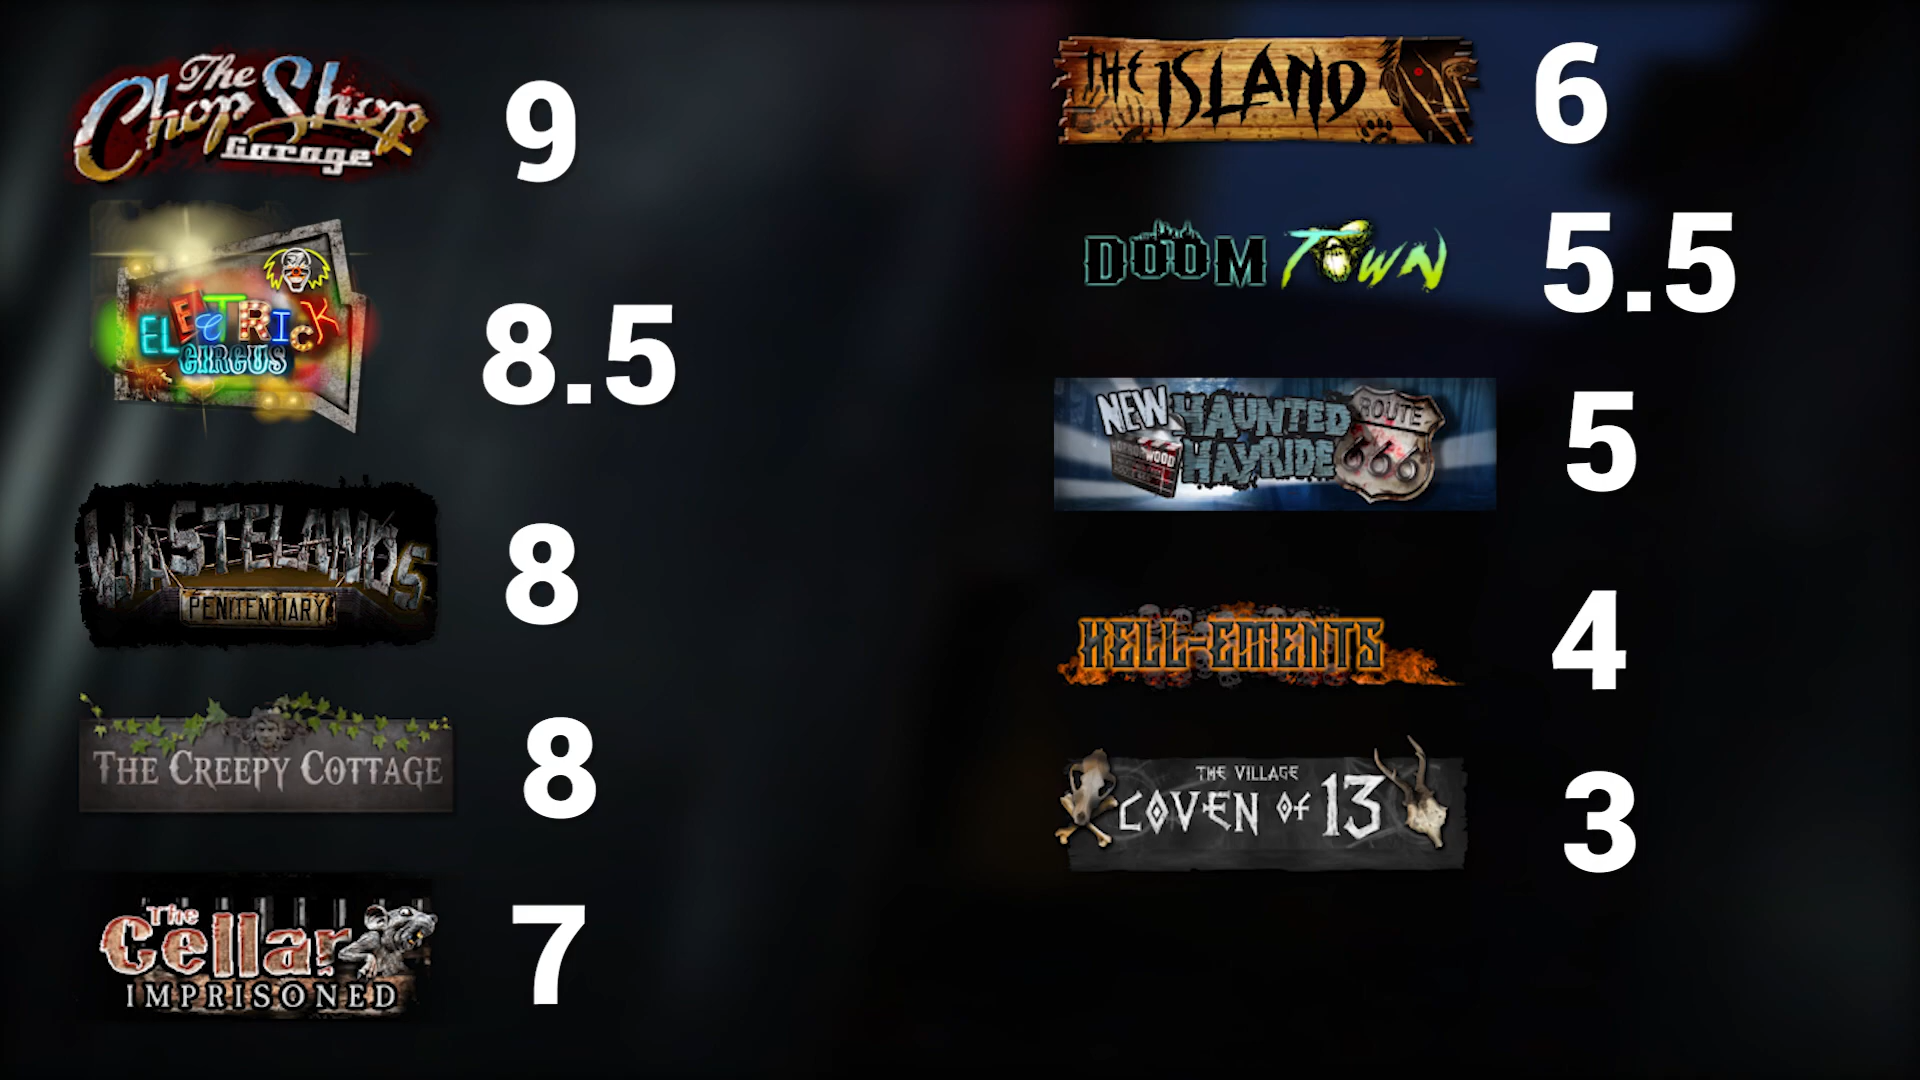 The
Chop Shop
Garage
9
ELECTRICK
CIRCUS
8.5
WASTELANDS
PENITENTIARY
8
THE CREEPY COTTAGE
8
The
Cellar
IMPRISONED
7
THE ISLAND
6
DOOM TOWN
5.5
NEW
HAUNTED
HAYRIDE
ROUTE
666
WOOD
5
HELL-EMENTS
4
THE VILLAGE
COVEN OF 13
3